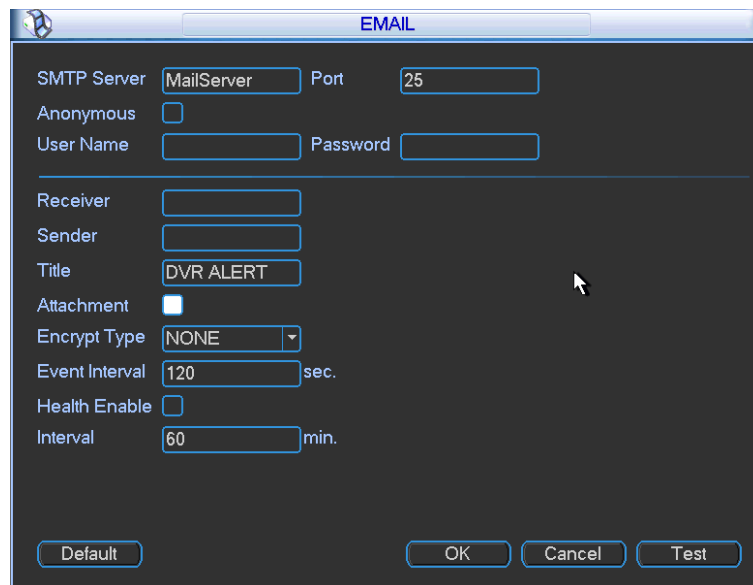 EMAIL
SMTP Server MailServer Port 25
Anonymous
User Name Password
Receiver
Sender
Title DVR ALERT
Attachment
Encrypt Type NONE
Event Interval 120 sec.
Health Enable
Interval 60 min.
Default OK Cancel Test